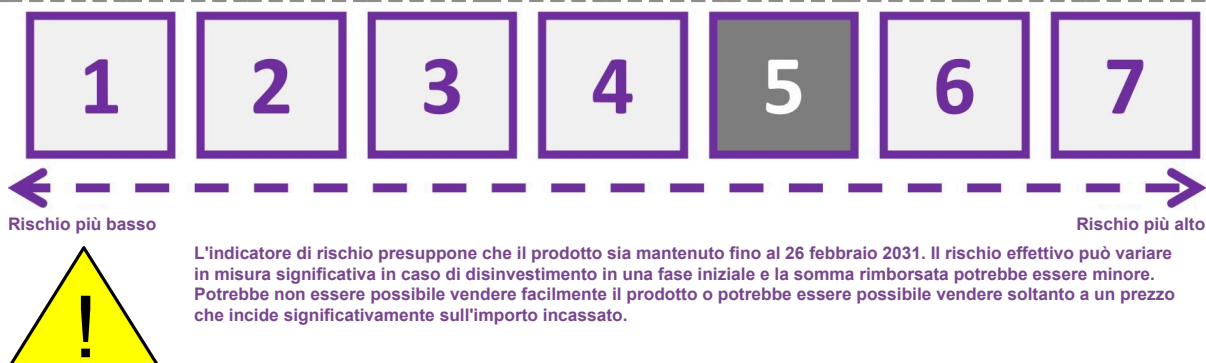 1 2 3 4 5 6 7
Rischio più basso Rischio più alto
L'indicatore di rischio presuppone che il prodotto sia mantenuto fino al 26 febbraio 2031. Il rischio effettivo può variare
in misura significativa in caso di disinvestimento in una fase iniziale e la somma rimborsata potrebbe essere minore.
Potrebbe non essere possibile vendere facilmente il prodotto o potrebbe essere possibile vendere soltanto a un prezzo
che incide significativamente sull'importo incassato.
!